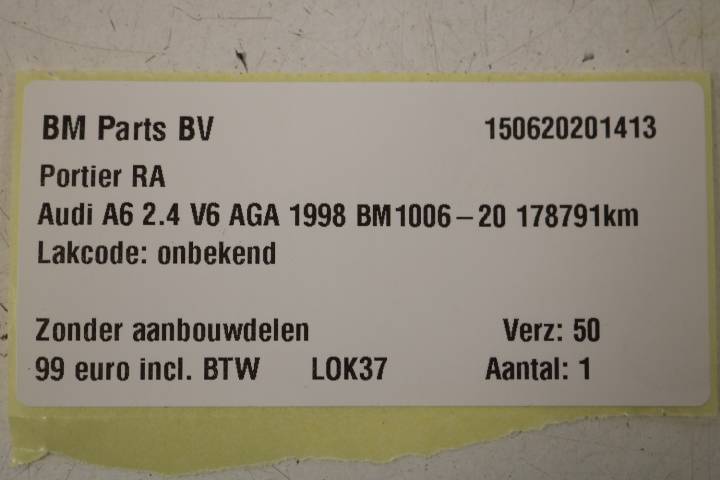 BM Parts BV 150620201413
Portier RA
Audi A6 2.4 V6 AGA 1998 BM1006-20 178791km
Lakcode: onbekend
Zonder aanbouwdelen Verz: 50
99 euro incl. BTW LOK37 Aantal: 1